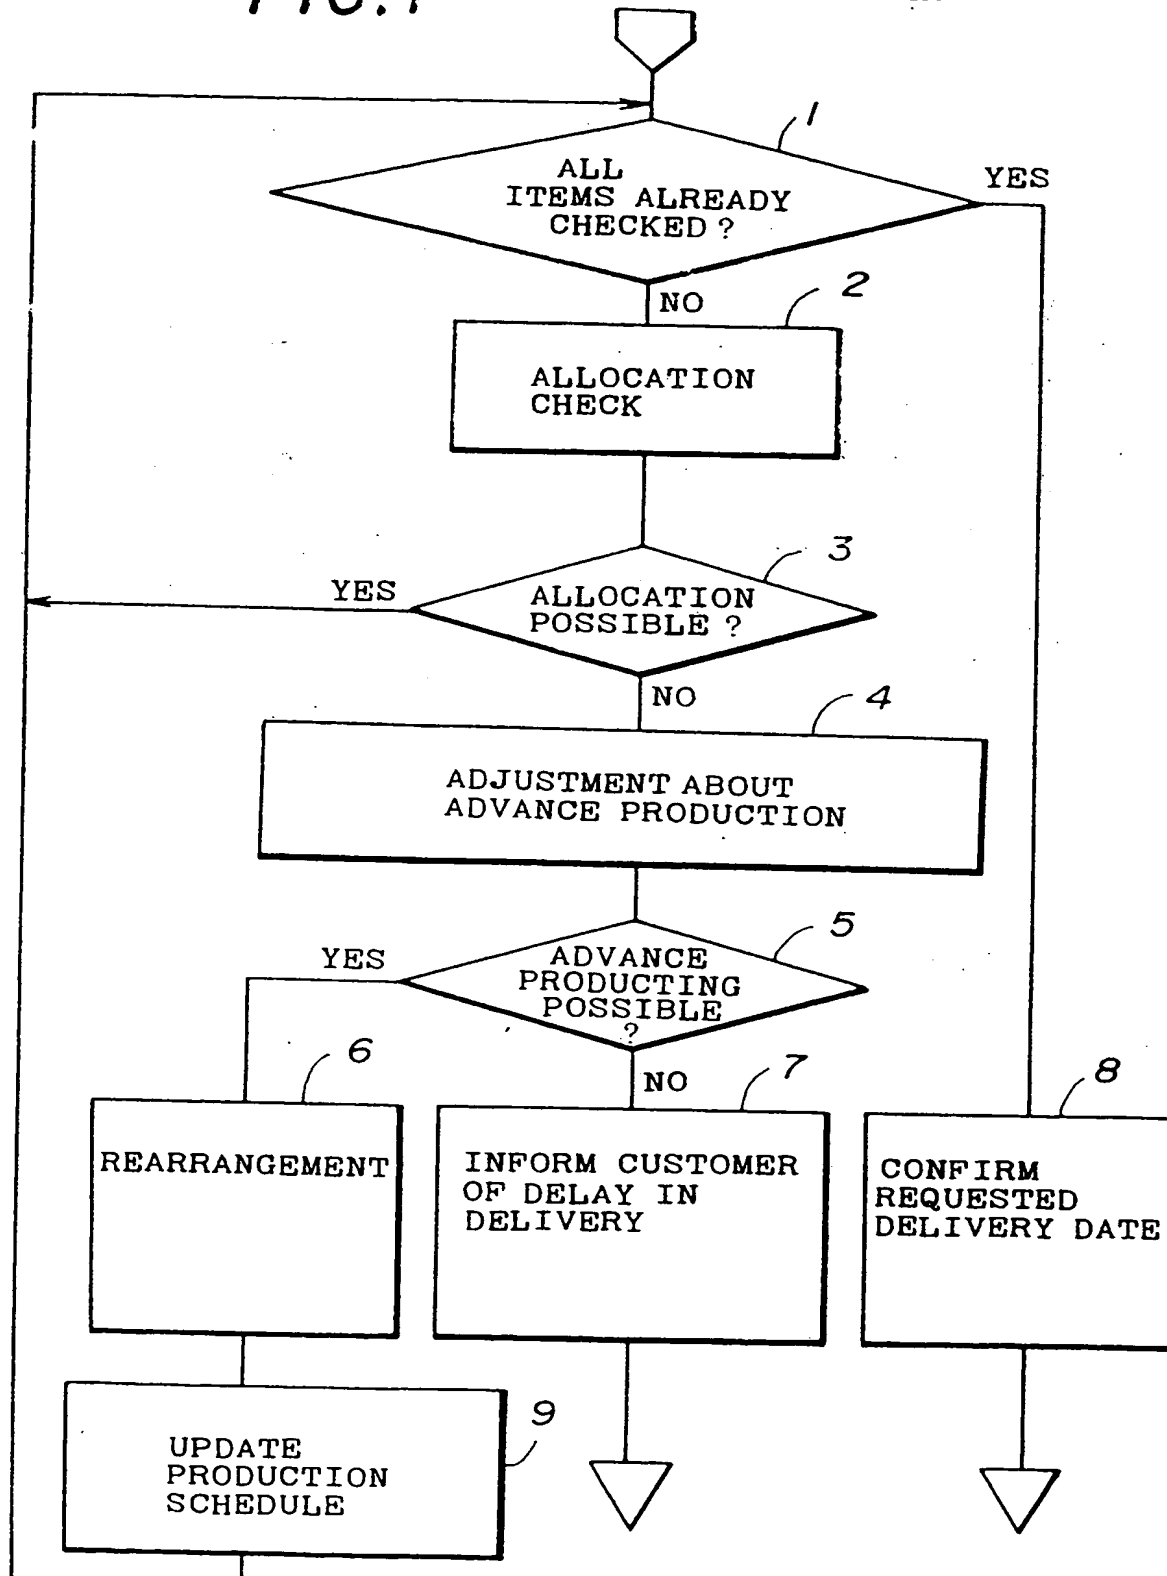 1
ALL
ITEMS ALREADY
CHECKED ?
YES
NO
2
ALLOCATION
CHECK
3
YES
ALLOCATION
POSSIBLE ?
NO
4
ADJUSTMENT ABOUT
ADVANCE PRODUCTION
5
YES
ADVANCE
PRODUCTING
POSSIBLE
?
NO
6
7
8
REARRANGEMENT
INFORM CUSTOMER
OF DELAY IN
DELIVERY
CONFIRM
REQUESTED
DELIVERY DATE
9
UPDATE
PRODUCTION
SCHEDULE